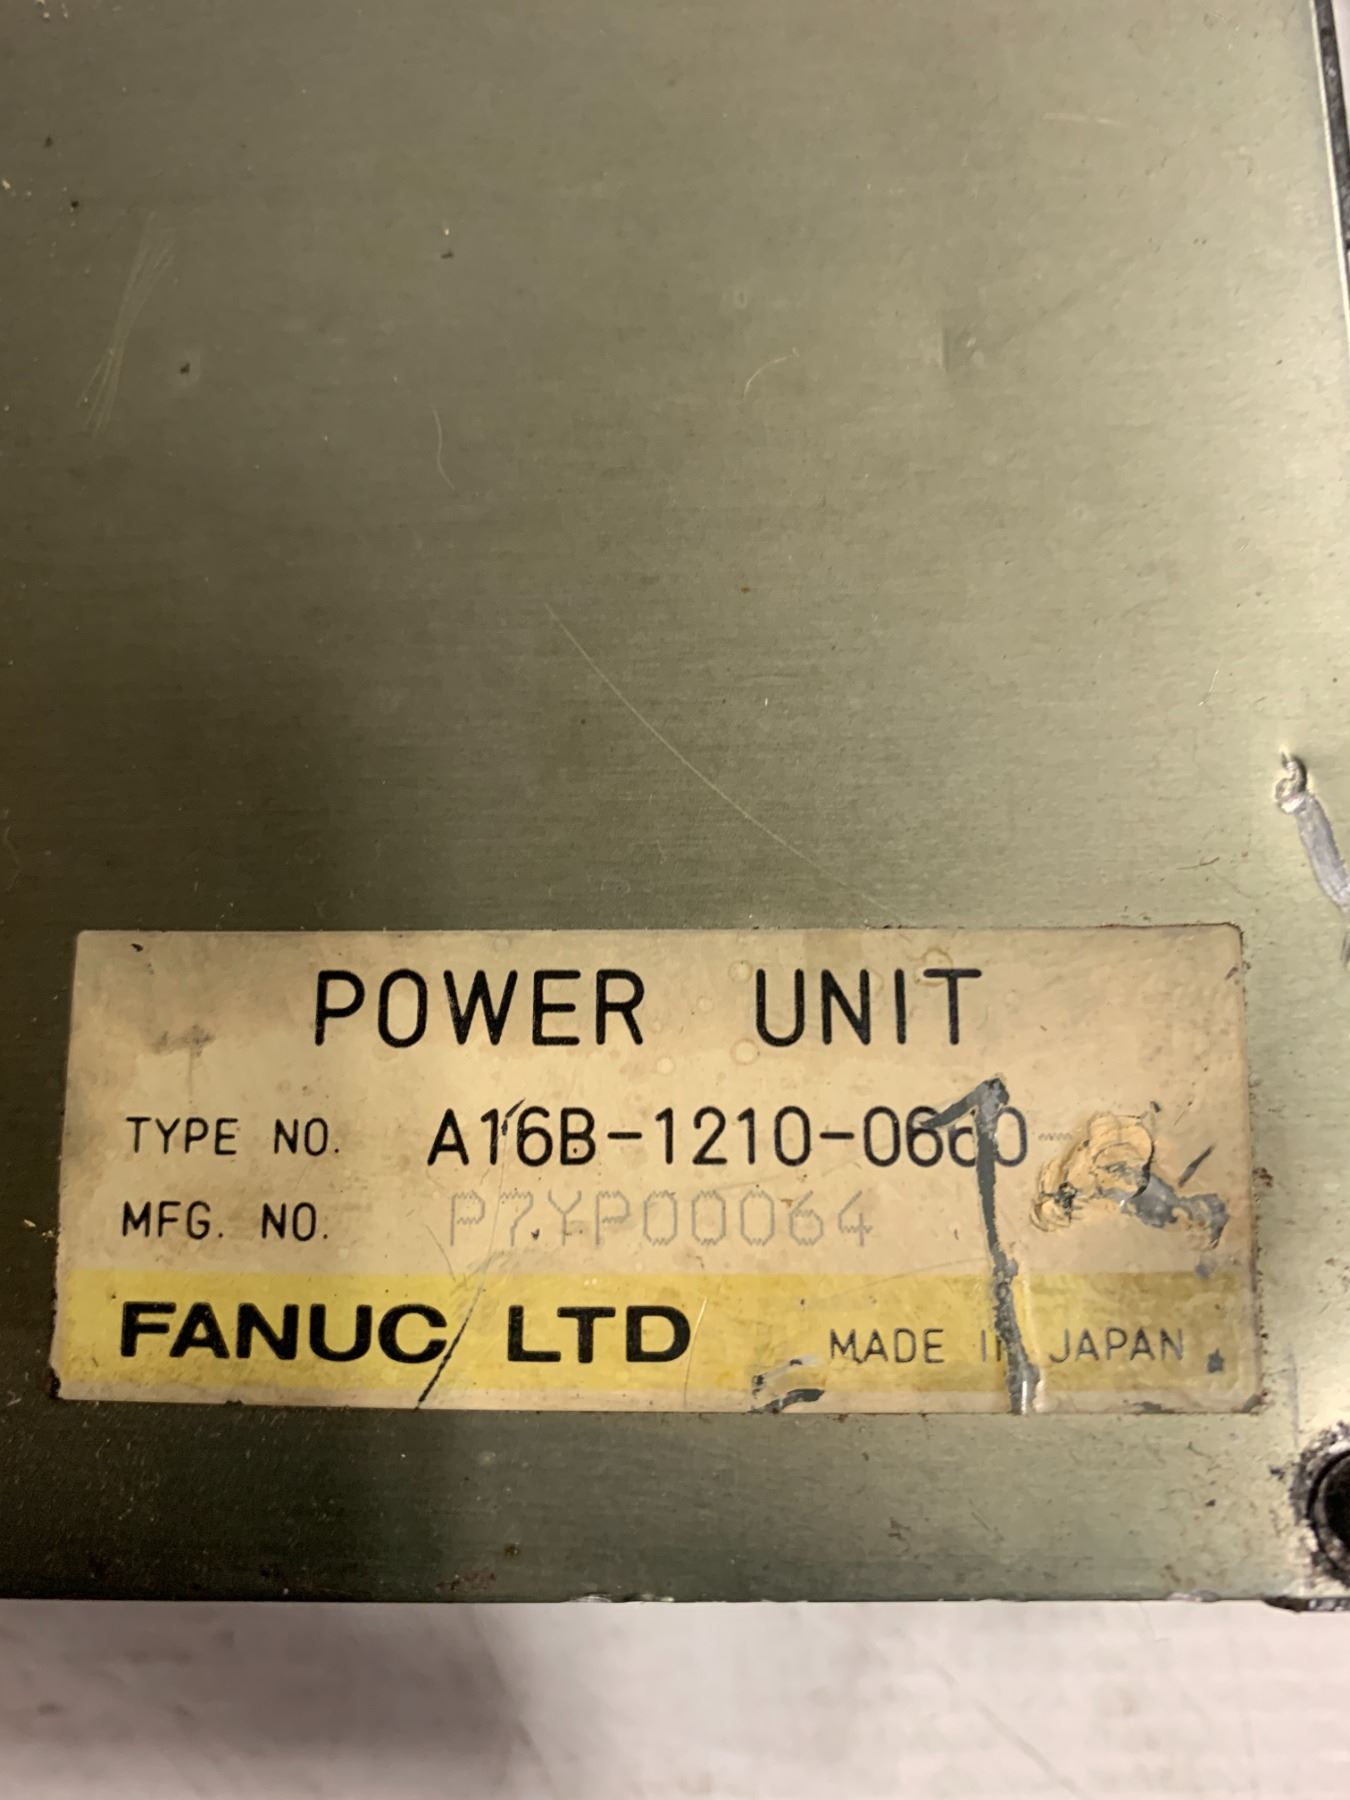 POWER UNIT
TYPE NO. A16B-1210-0660-
MFG. NO. P7YP00064
FANUC LTD MADE IN JAPAN